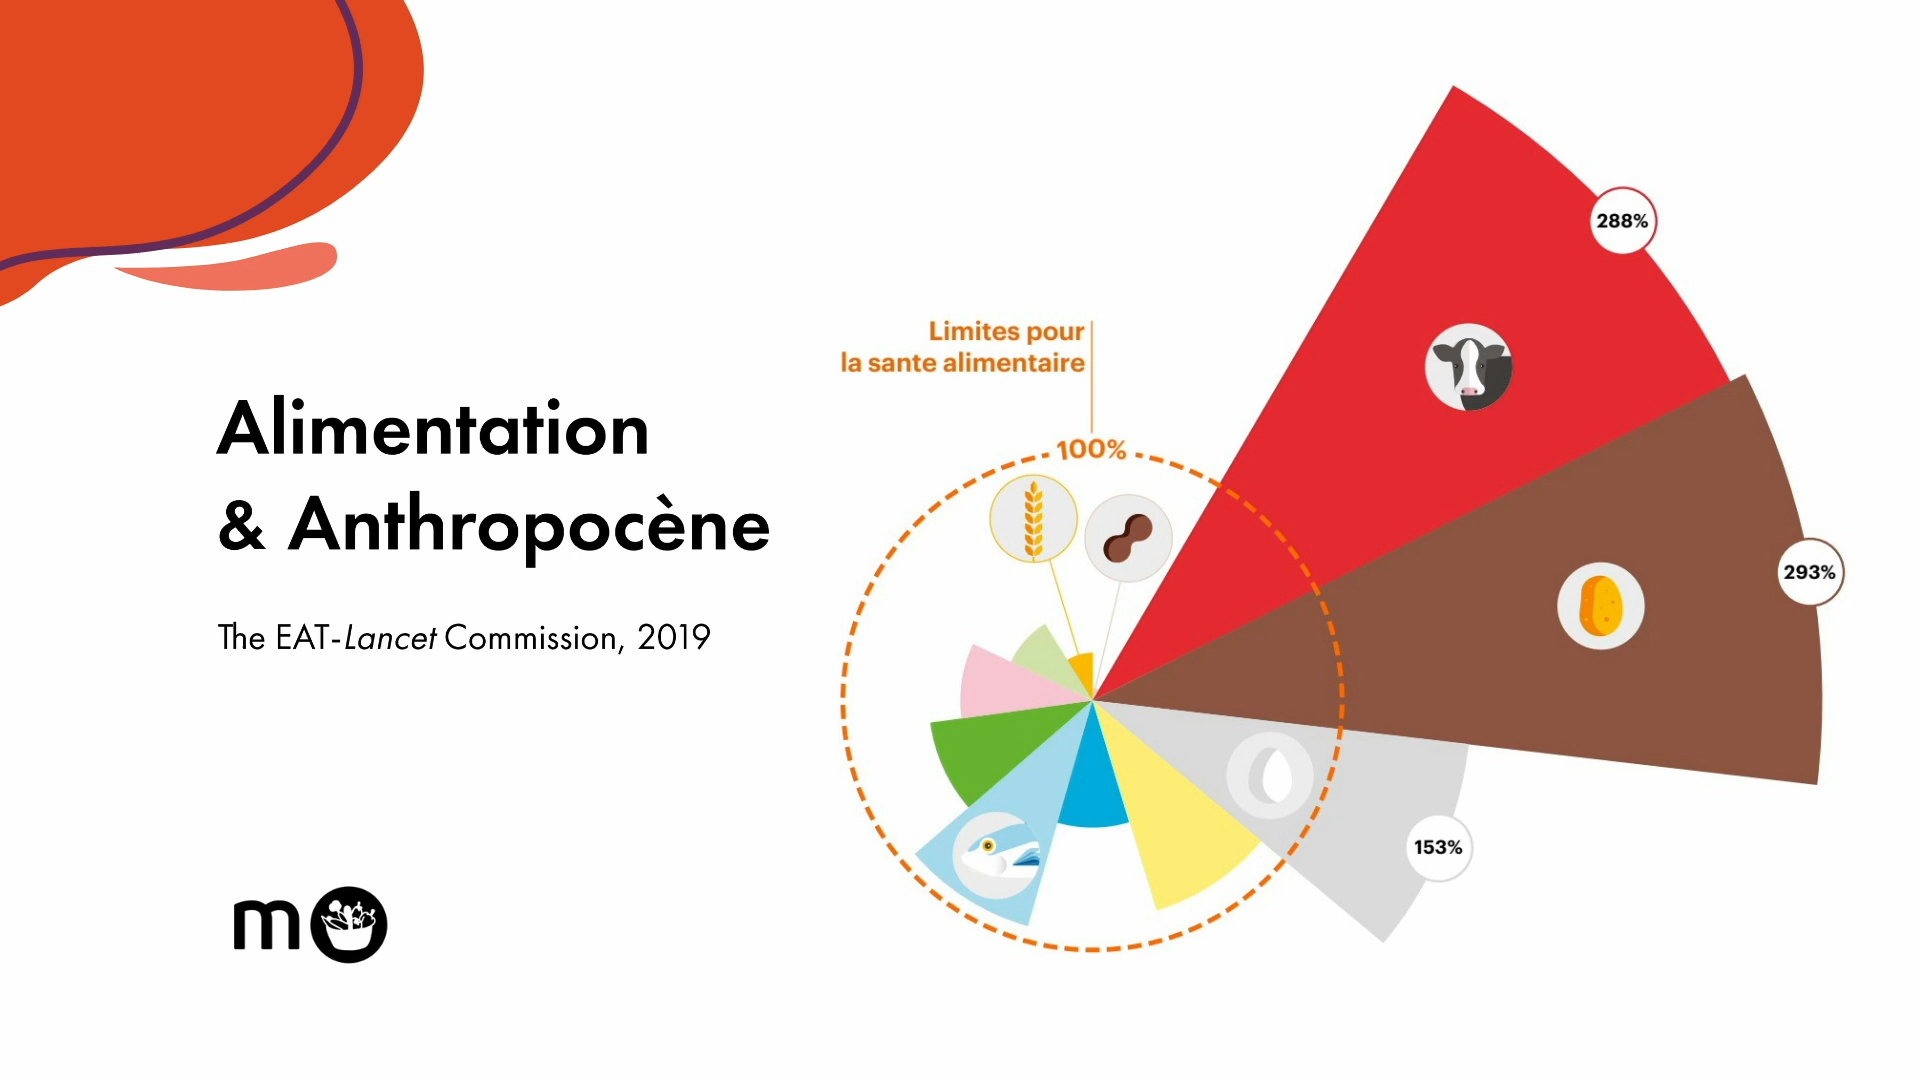 Alimentation
& Anthropocène
The EAT-Lancet Commission, 2019
m
Limites pour
la sante alimentaire
100%
288%
293%
153%